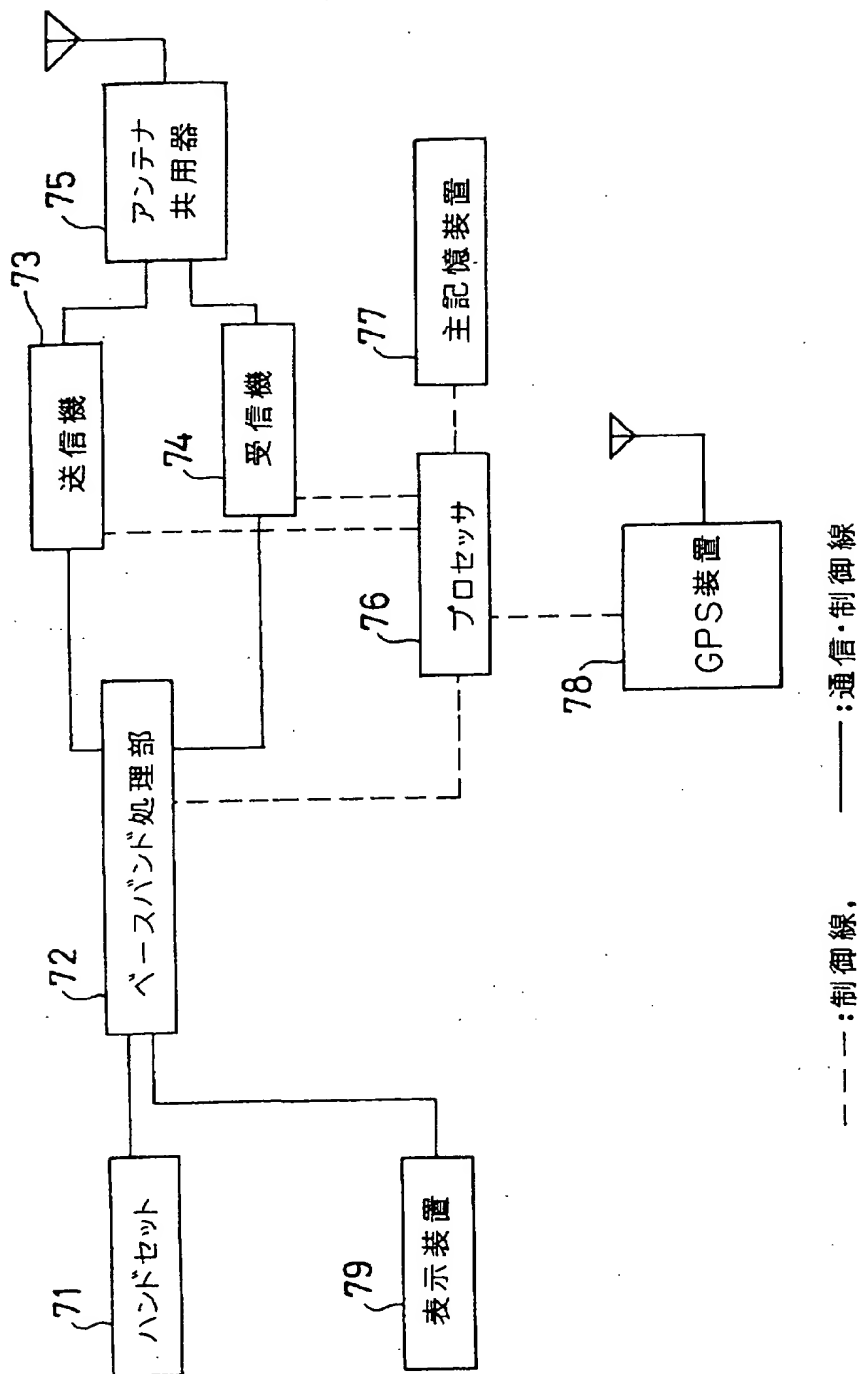 71
ハンドセット
72
ベースバンド処理部
73
送信機
74
受信機
75
アンテナ
共用器
76
プロセッサ
77
主記憶装置
78
GPS装置
79
表示装置
---:制御線, ——:通信・制御線